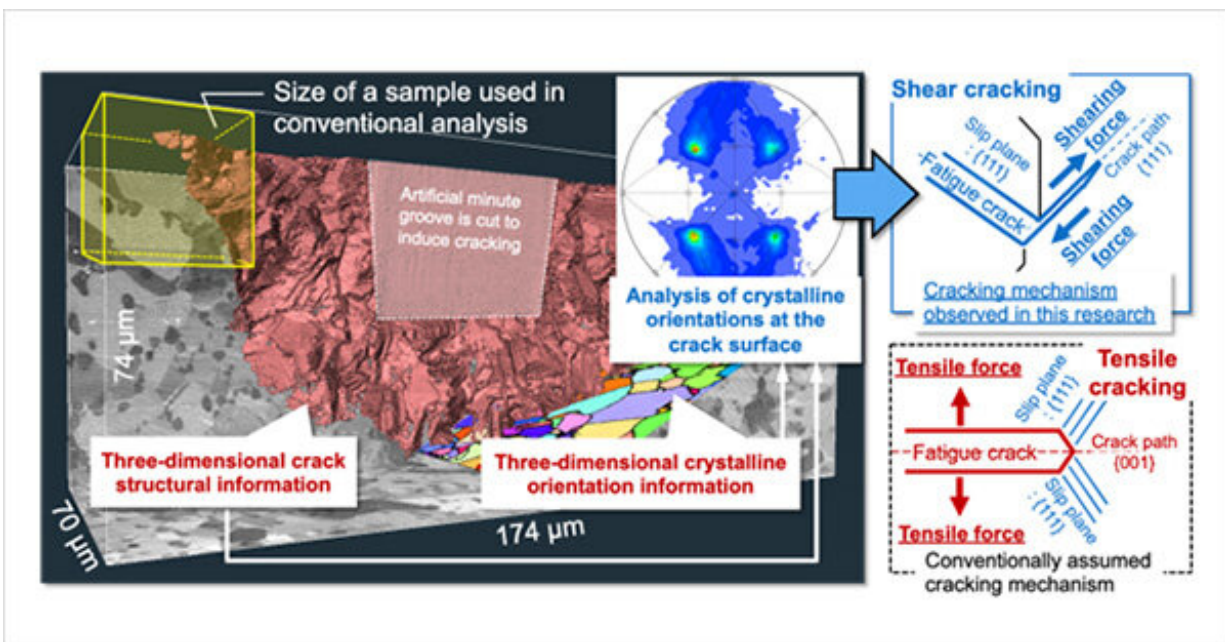 Size of a sample used in
conventional analysis
Artificial minute
groove is cut to
induce cracking
74 µm
70 µm
174 µm
Three-dimensional crack
structural information
Three-dimensional crystalline
orientation information
Analysis of crystalline
orientations at the
crack surface
Shear cracking
Slip plane
: {111}
Shearing
force
Crack path
{111}
Fatigue crack
Shearing
force
Cracking mechanism
observed in this research
Tensile force
Tensile
cracking
Slip plane
: {111}
Fatigue crack
Crack path
{001}
Slip plane
: {111}
Tensile force
Conventionally assumed
cracking mechanism